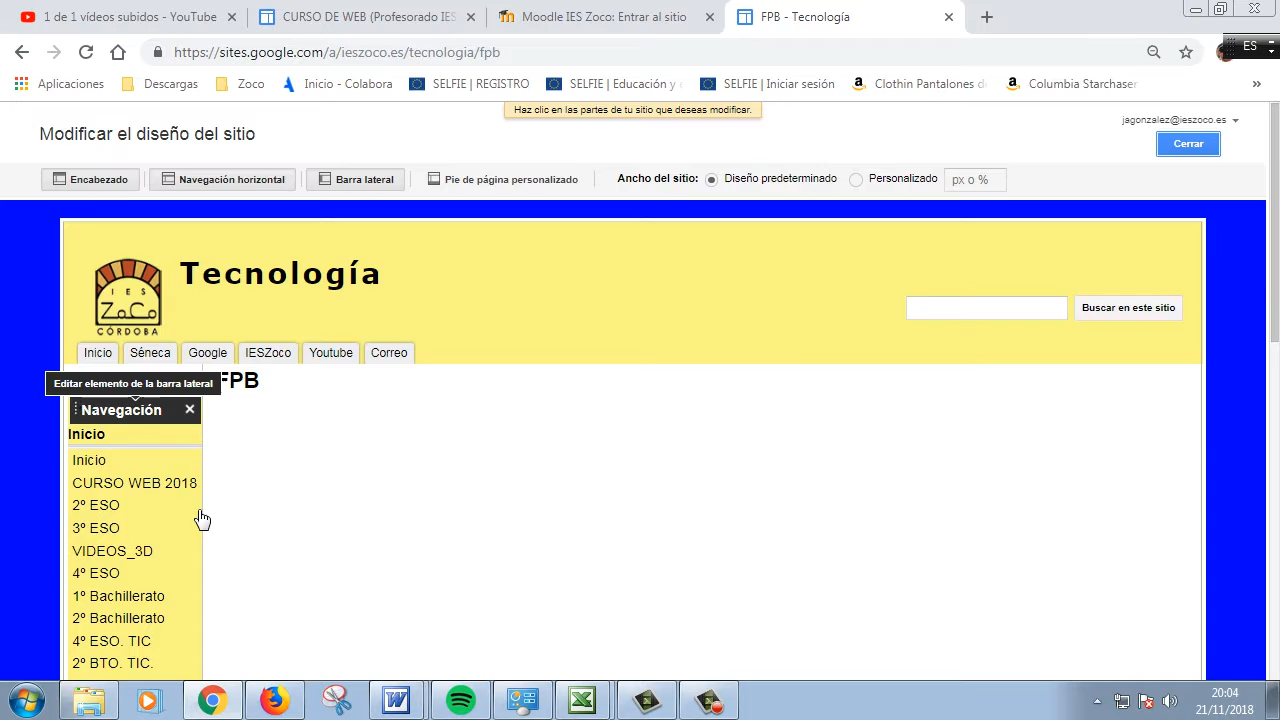 1 de 1 vídeos subidos - YouTube
CURSO DE WEB (Profesorado IES
Moodle IES Zoco: Entrar al sitio
FPB - Tecnología
ES
https://sites.google.com/a/ieszoco.es/tecnologia/fpb
Aplicaciones
Descargas
Zoco
Inicio - Colabora
SELFIE | REGISTRO
SELFIE | Educación y
SELFIE | Iniciar sesión
Clothin Pantalones d
Columbia Starchaser
»
Haz clic en las partes de tu sitio que deseas modificar.
jagonzalez@ieszoco.es
Modificar el diseño del sitio
Cerrar
Encabezado
Navegación horizontal
Barra lateral
Pie de página personalizado
Ancho del sitio:
Diseño predeterminado
Personalizado
px o %
IES
ZoCo
CÓRDOBA
Tecnología
Buscar en este sitio
Inicio
Séneca
Google
IESZoco
Youtube
Correo
Editar elemento de la barra lateral
FPB
Navegación
Inicio
Inicio
CURSO WEB 2018
2º ESO
3º ESO
VIDEOS_3D
4º ESO
1º Bachillerato
2º Bachillerato
4º ESO. TIC
2º BTO. TIC.
20:04
21/11/2018